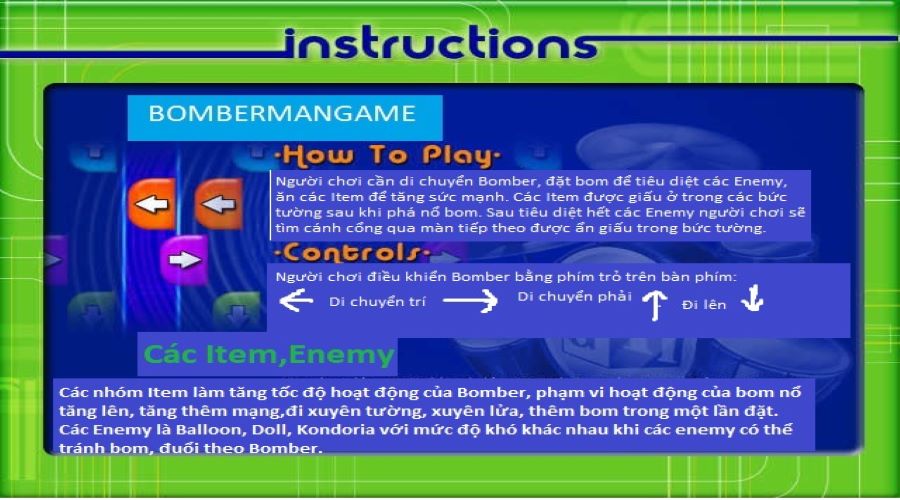 instructions
BOMBERMANGAME
·How To Play·
Người chơi cần di chuyển Bomber, đặt bom để tiêu diệt các Enemy,
ăn các Item để tăng sức mạnh. Các Item được giấu ở trong các bức
tường sau khi phá nổ bom. Sau tiêu diệt hết các Enemy người chơi sẽ
tìm cánh cổng qua màn tiếp theo được ẩn giấu trong bức tường.
·Controls·
Người chơi điều khiển Bomber bằng phím trỏ trên bàn phím:
Di chuyển trí Di chuyển phải Đi lên
Các Item,Enemy
Các nhóm Item làm tăng tốc độ hoạt động của Bomber, phạm vi hoạt động của bom nổ
tăng lên, tăng thêm mạng,đi xuyên tường, xuyên lửa, thêm bom trong một lần đặt.
Các Enemy là Balloon, Doll, Kondoria với mức độ khó khác nhau khi các enemy có thể
tránh bom, đuổi theo Bomber.